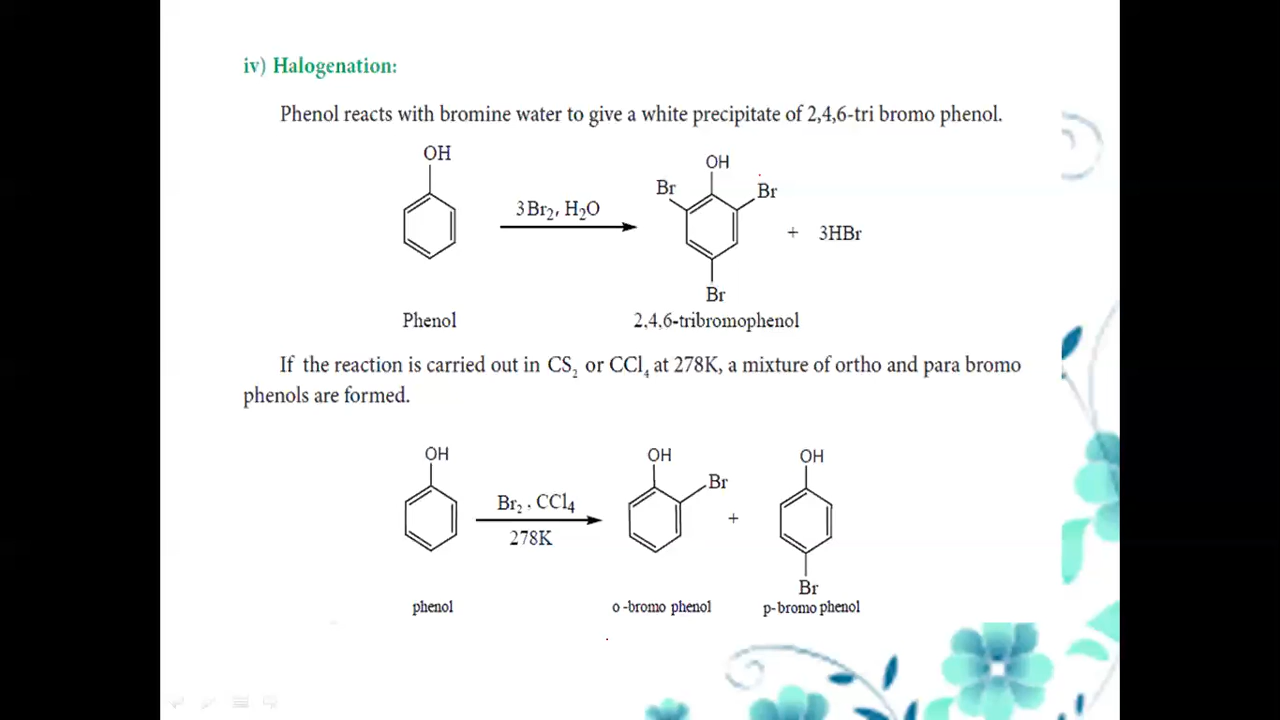 iv) Halogenation:
Phenol reacts with bromine water to give a white precipitate of 2,4,6-tri bromo phenol.
OH
3Br₂, H₂O
OH
Br
Br
Br
+ 3HBr
Phenol
2,4,6-tribromophenol
If the reaction is carried out in CS₂ or CCl₄ at 278K, a mixture of ortho and para bromo
phenols are formed.
OH
Br₂ , CCl₄
278K
OH
Br
+
OH
Br
phenol
o -bromo phenol
p- bromo phenol